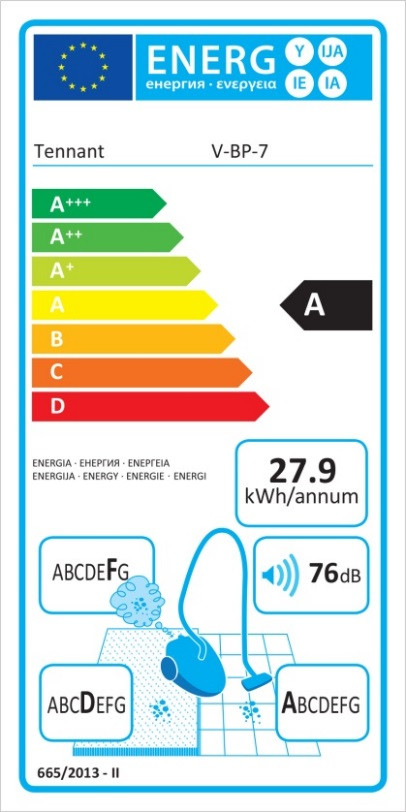 ENERG Y IJA
енергия · ενεργεια IE IA
Tennant V-BP-7
A+++
A++
A+
A
A
B
C
D
ENERGIA · ЕНЕРГИЯ · ΕΝΕΡΓΕΙΑ
ENERGIJA · ENERGY · ENERGIE · ENERGI
27.9
kWh/annum
ABCDEFG
76dB
ABCDEFG
ABCDEFG
665/2013 - II